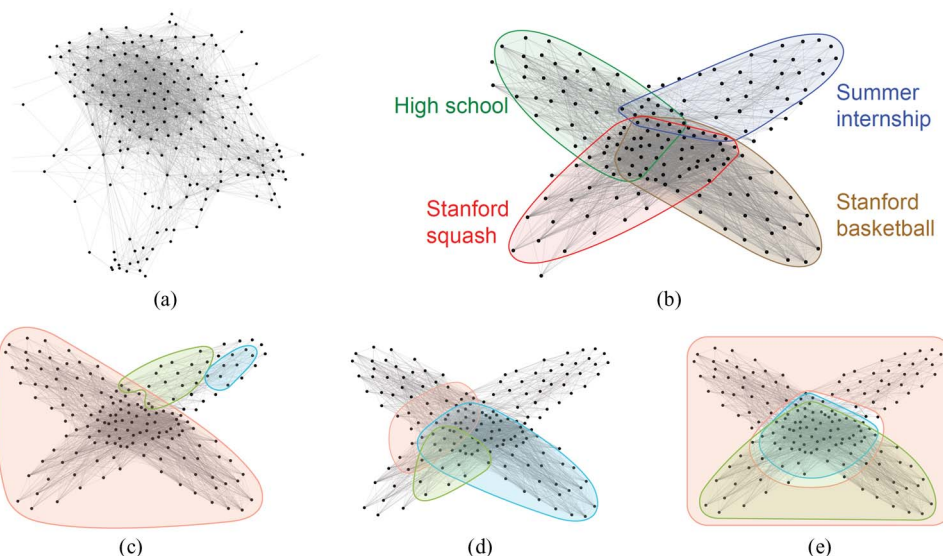 High school
Summer
internship
Stanford
squash
Stanford
basketball
(a)
(b)
(c)
(d)
(e)